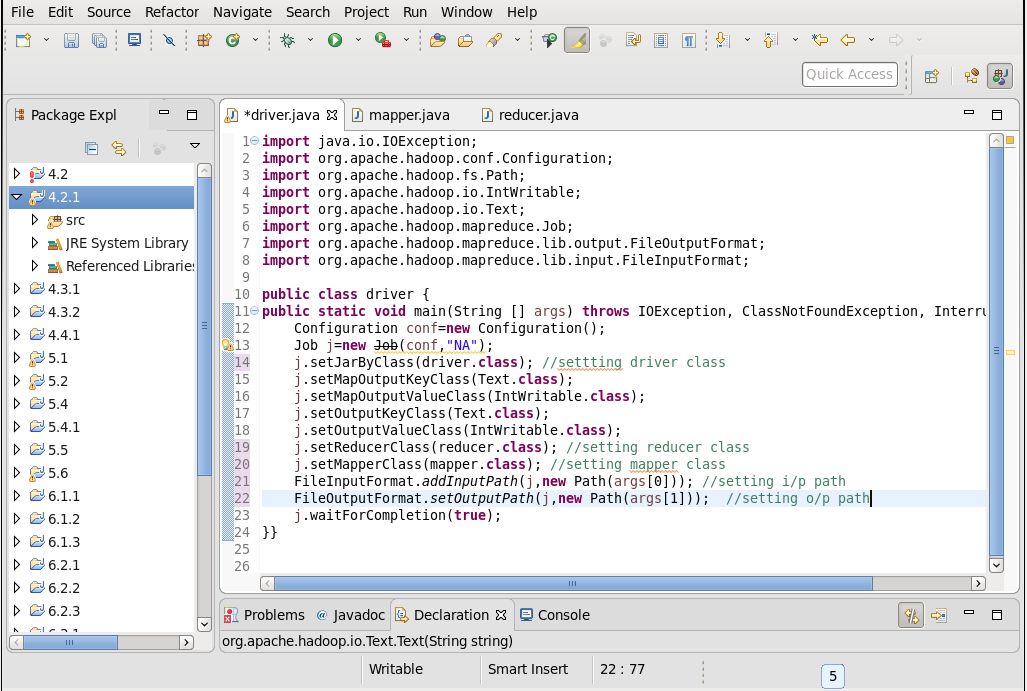 File Edit Source Refactor Navigate Search Project Run Window Help
Quick Access
Package Expl
*driver.java mapper.java reducer.java
4.2
4.2.1
src
JRE System Library
Referenced Libraries
4.3.1
4.3.2
4.4.1
5.1
5.2
5.4
5.4.1
5.5
5.6
6.1.1
6.1.2
6.1.3
6.2.1
6.2.2
6.2.3
1 import java.io.IOException;
2 import org.apache.hadoop.conf.Configuration;
3 import org.apache.hadoop.fs.Path;
4 import org.apache.hadoop.io.IntWritable;
5 import org.apache.hadoop.io.Text;
6 import org.apache.hadoop.mapreduce.Job;
7 import org.apache.hadoop.mapreduce.lib.output.FileOutputFormat;
8 import org.apache.hadoop.mapreduce.lib.input.FileInputFormat;
9
10 public class driver {
11 public static void main(String [] args) throws IOException, ClassNotFoundException, Interru
12 Configuration conf=new Configuration();
13 Job j=new Job(conf,"NA");
14 j.setJarByClass(driver.class); //settting driver class
15 j.setMapOutputKeyClass(Text.class);
16 j.setMapOutputValueClass(IntWritable.class);
17 j.setOutputKeyClass(Text.class);
18 j.setOutputValueClass(IntWritable.class);
19 j.setReducerClass(reducer.class); //setting reducer class
20 j.setMapperClass(mapper.class); //setting mapper class
21 FileInputFormat.addInputPath(j,new Path(args[0])); //setting i/p path
22 FileOutputFormat.setOutputPath(j,new Path(args[1])); //setting o/p path
23 j.waitForCompletion(true);
24 }}
25
26
Problems @ Javadoc Declaration Console
org.apache.hadoop.io.Text.Text(String string)
Writable Smart Insert 22 : 77 5